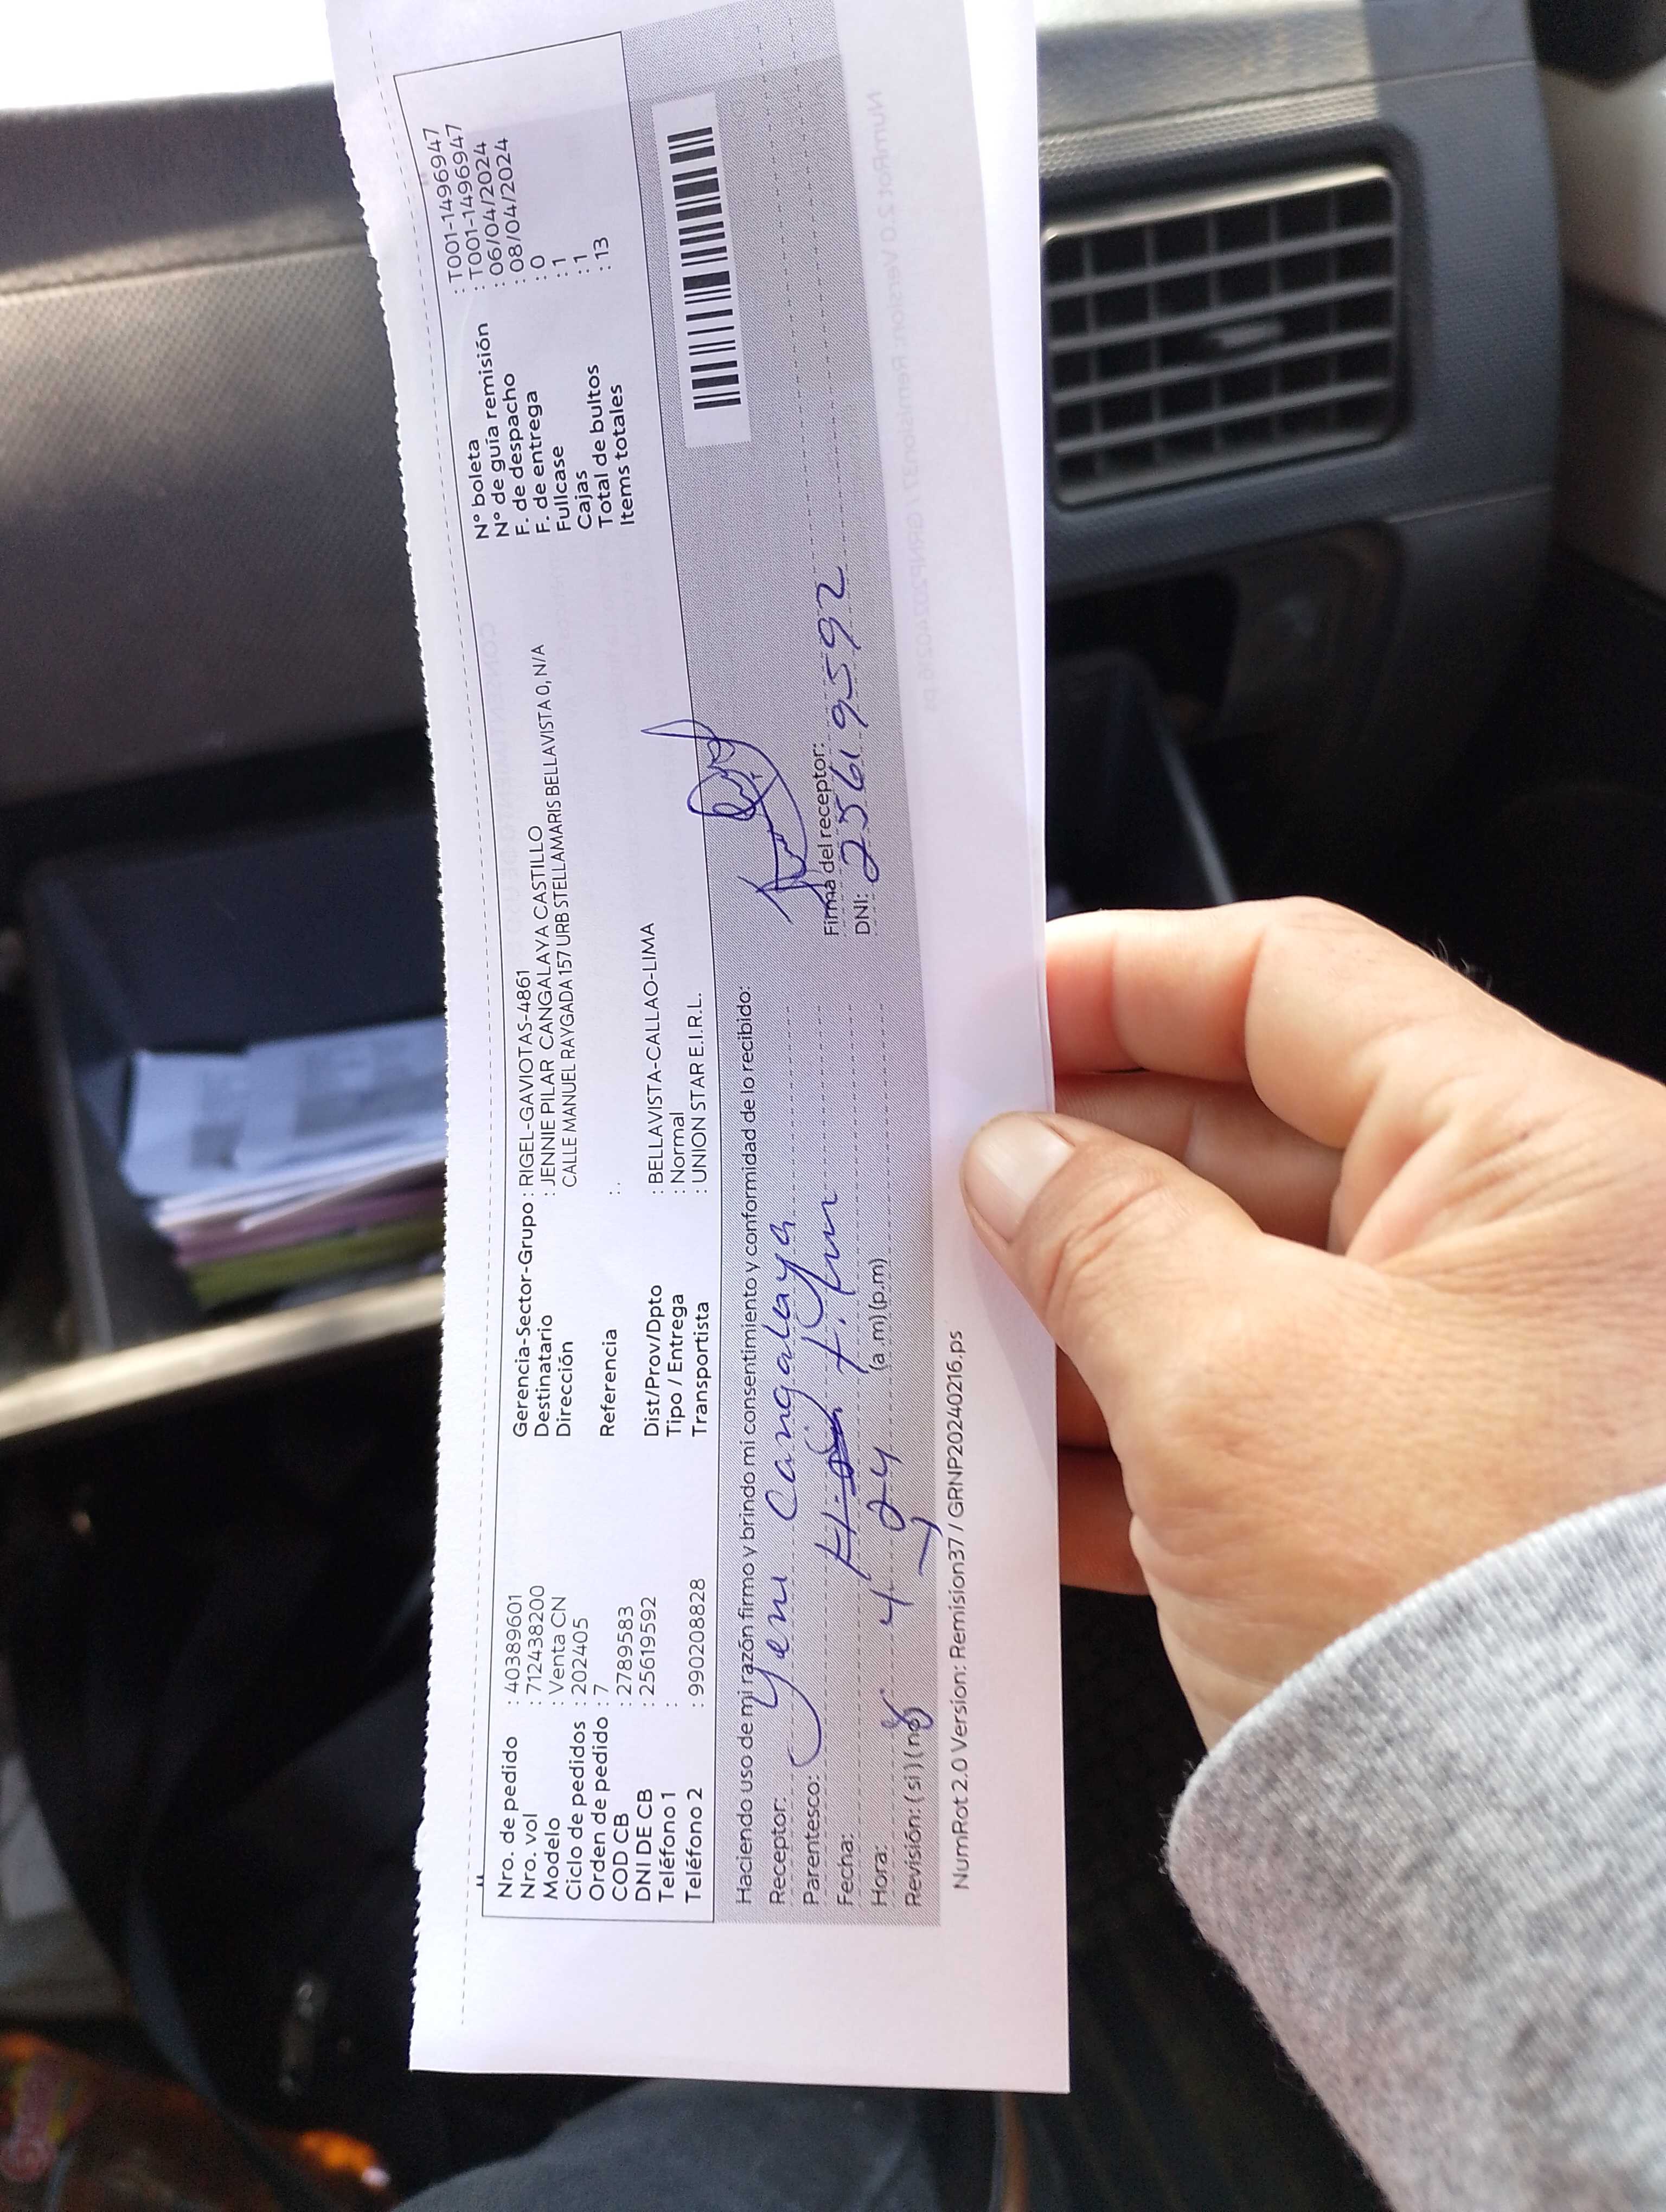 Nro. de pedido : 40389601
Nro. vol : 712438200
Modelo : Venta CN
Ciclo de pedidos : 202405
Orden de pedido : 7
COD CB : 2789583
DNI DE CB : 25619592
Teléfono 1 :
Teléfono 2 : 990208828
Gerencia-Sector-Grupo : RIGEL-GAVIOTAS-4861
Destinatario : JENNIE PILAR CANGALAYA CASTILLO
Dirección CALLE MANUEL RAYGADA 157 URB STELLAMARIS BELLAVISTA 0, N/A
Referencia : .
Dist/Prov/Dpto : BELLAVISTA-CALLAO-LIMA
Tipo / Entrega : Normal
Transportista : UNION STAR E.I.R.L.
N° boleta : T001-1496947
N° de guía remisión : T001-1496947
F. de despacho : 06/04/2024
F. de entrega : 08/04/2024
Fullcase : 0
Cajas : 1
Total de bultos : 1
Items totales : 13
Haciendo uso de mi razón firmo y brindo mi consentimiento y conformidad de lo recibido:
Receptor: Yeni Cangalaya
Parentesco:
Fecha:
Hora: 8 4 24 (a.m) (p.m)
Revisión: (si) (no)
Firma del receptor:
DNI: 25619592
NumRot 2.0 Version: Remision37 / GRNP20240216.ps